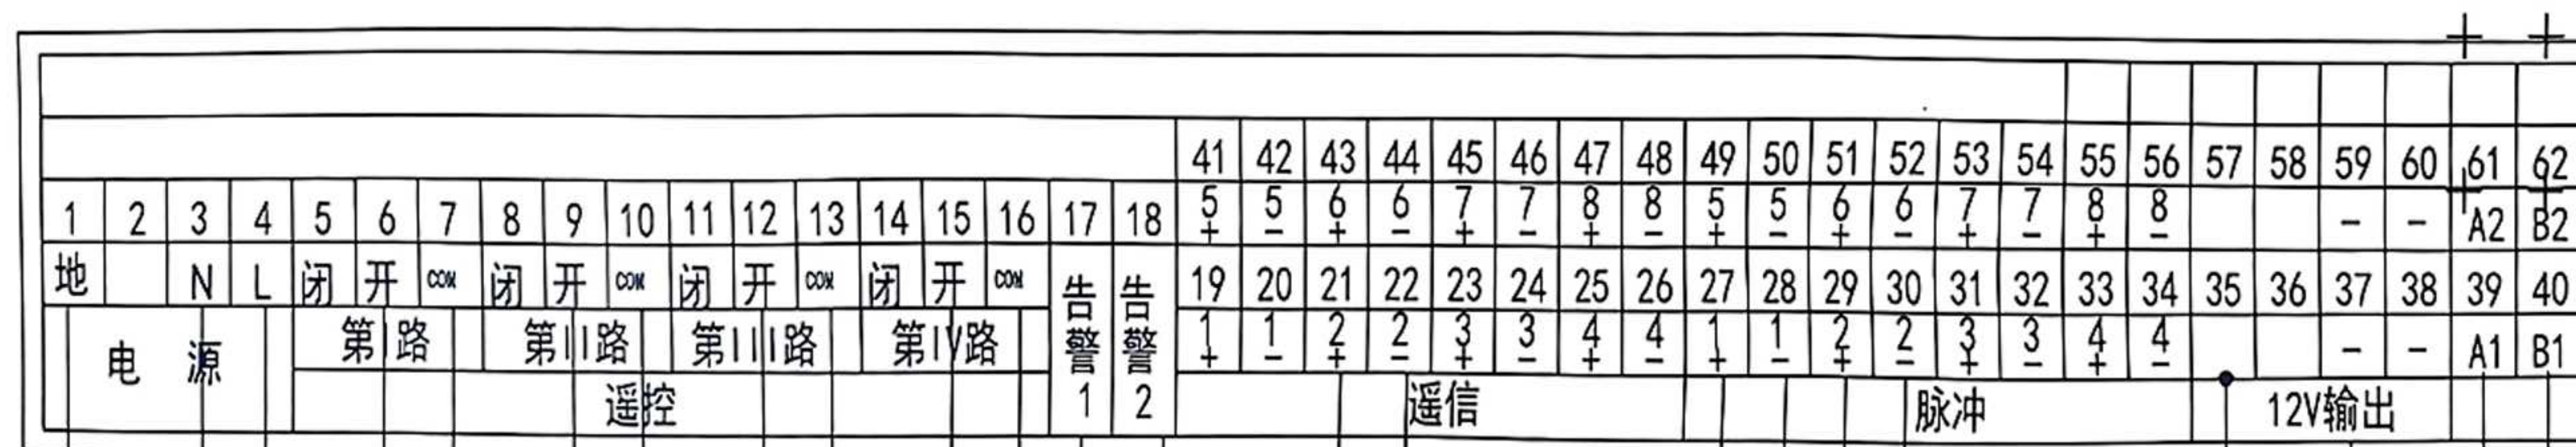 41 42 43 44 45 46 47 48 49 50 51 52 53 54 55 56 57 58 59 60 61 62
1 2 3 4 5 6 7 8 9 10 11 12 13 14 15 16 17 18 5+ 5- 6+ 6- 7+ 7- 8+ 8- 5+ 5- 6+ 6- 7+ 7- 8+ 8- - - A2 B2
地 N L 闭 开 COM 闭 开 COM 闭 开 COM 闭 开 COM 告警1 告警2 19 20 21 22 23 24 25 26 27 28 29 30 31 32 33 34 35 36 37 38 39 40
电源 第I路 第II路 第III路 第IV路 1+ 1- 2+ 2- 3+ 3- 4+ 4- 1+ 1- 2+ 2- 3+ 3- 4+ 4- - - A1 B1
遥控 遥信 脉冲 12V输出